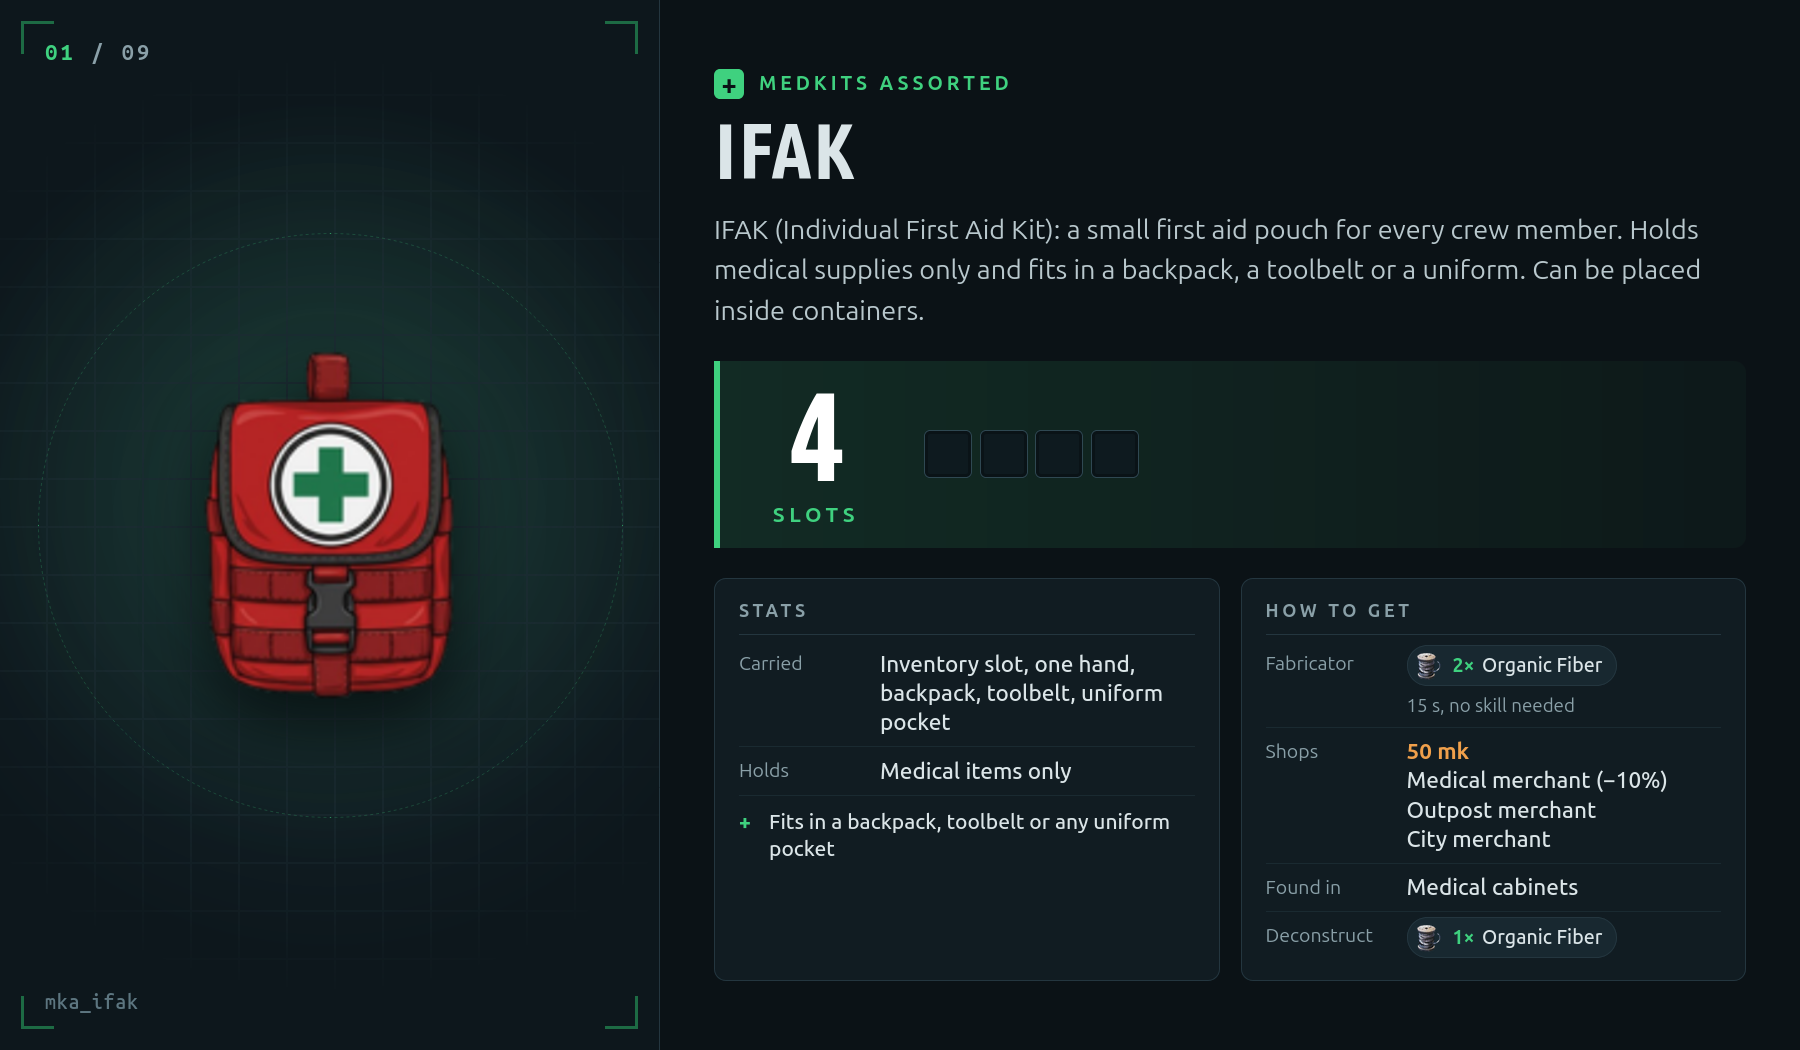 01 / 09
MEDKITS ASSORTED
IFAK
IFAK (Individual First Aid Kit): a small first aid pouch for every crew member. Holds
medical supplies only and fits in a backpack, a toolbelt or a uniform. Can be placed
inside containers.
4
SLOTS
STATS
Carried
Inventory slot, one hand,
backpack, toolbelt, uniform
pocket
Holds
Medical items only
+ Fits in a backpack, toolbelt or any uniform
pocket
HOW TO GET
Fabricator
2× Organic Fiber
15 s, no skill needed
Shops
50 mk
Medical merchant (−10%)
Outpost merchant
City merchant
Found in
Medical cabinets
Deconstruct
1× Organic Fiber
mka_ifak